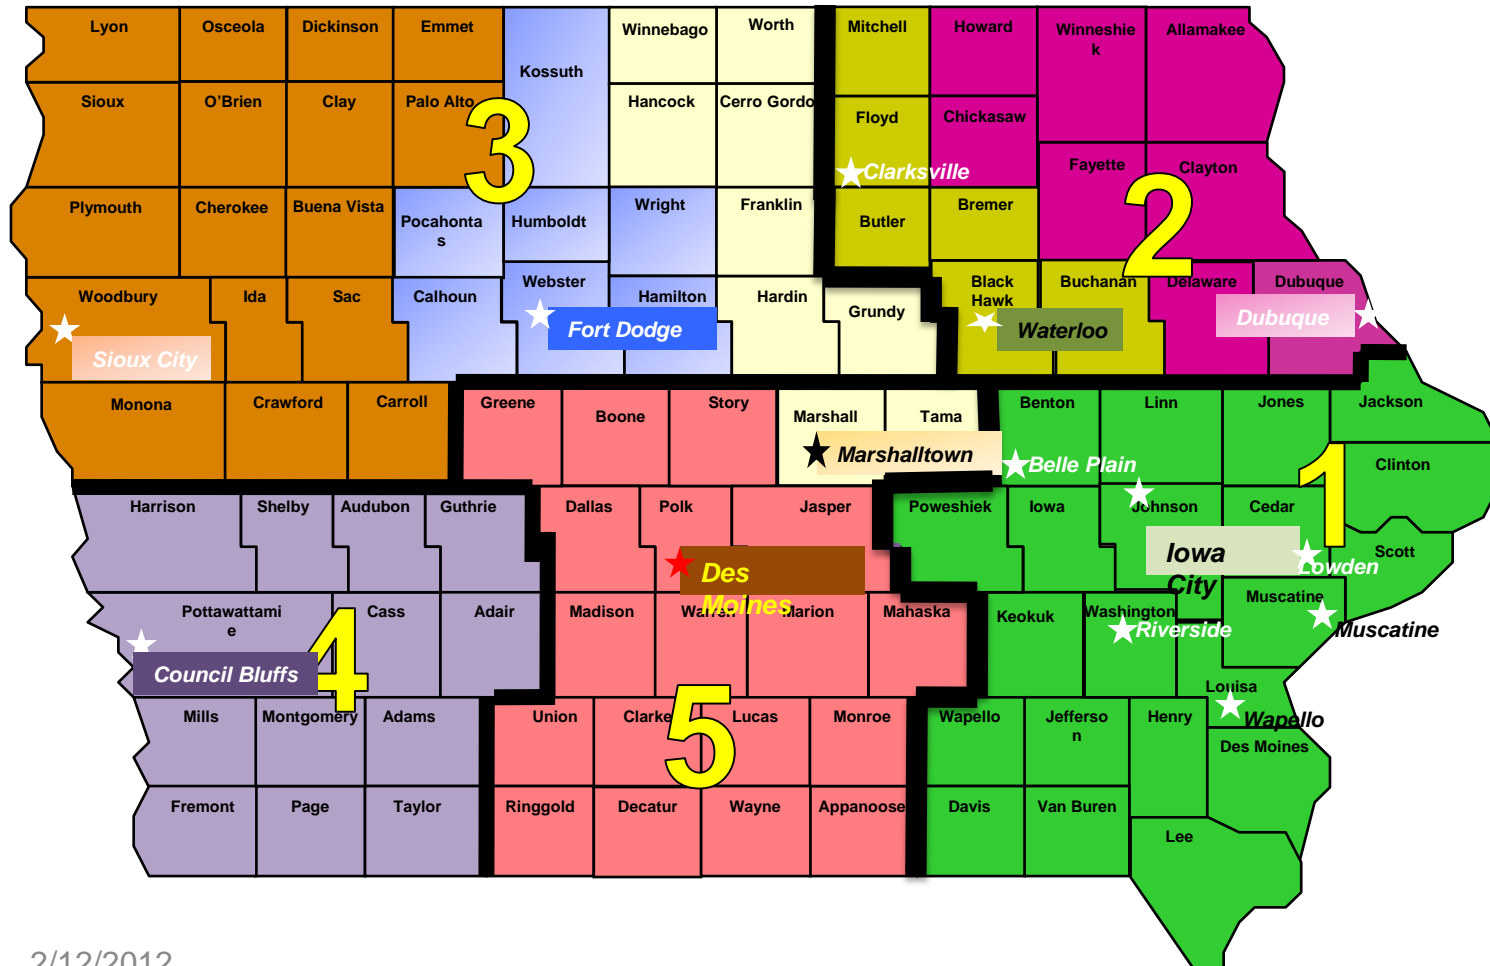 Lyon
Osceola
Dickinson
Emmet
Kossuth
Winnebago
Worth
Mitchell
Howard
Winneshie
k
Allamakee
Sioux
O'Brien
Clay
Palo Alto
Hancock
Cerro Gordo
Floyd
Chickasaw
3
Fayette
Clayton
Clarksville
2
Plymouth
Cherokee
Buena Vista
Pocahonta
s
Humboldt
Wright
Franklin
Butler
Bremer
Woodbury
Ida
Sac
Calhoun
Webster
Hamilton
Hardin
Grundy
Black
Hawk
Buchanan
Delaware
Dubuque
Sioux City
Fort Dodge
Waterloo
Dubuque
Monona
Crawford
Carroll
Greene
Boone
Story
Marshall
Tama
Benton
Linn
Jones
Jackson
Marshalltown
Belle Plain
1
Clinton
Harrison
Shelby
Audubon
Guthrie
Dallas
Polk
Jasper
Poweshiek
Iowa
Johnson
Cedar
Scott
Iowa
City
Lowden
Des
Moines
Pottawattami
e
Cass
Adair
Madison
Warren
Marion
Mahaska
Keokuk
Washington
Muscatine
Riverside
Muscatine
4
Council Bluffs
Louisa
Wapello
Mills
Montgomery
Adams
Union
Clarke
Lucas
Monroe
Wapello
Jefferso
n
Henry
Des Moines
5
Fremont
Page
Taylor
Ringgold
Decatur
Wayne
Appanoose
Davis
Van Buren
Lee
2/12/2012